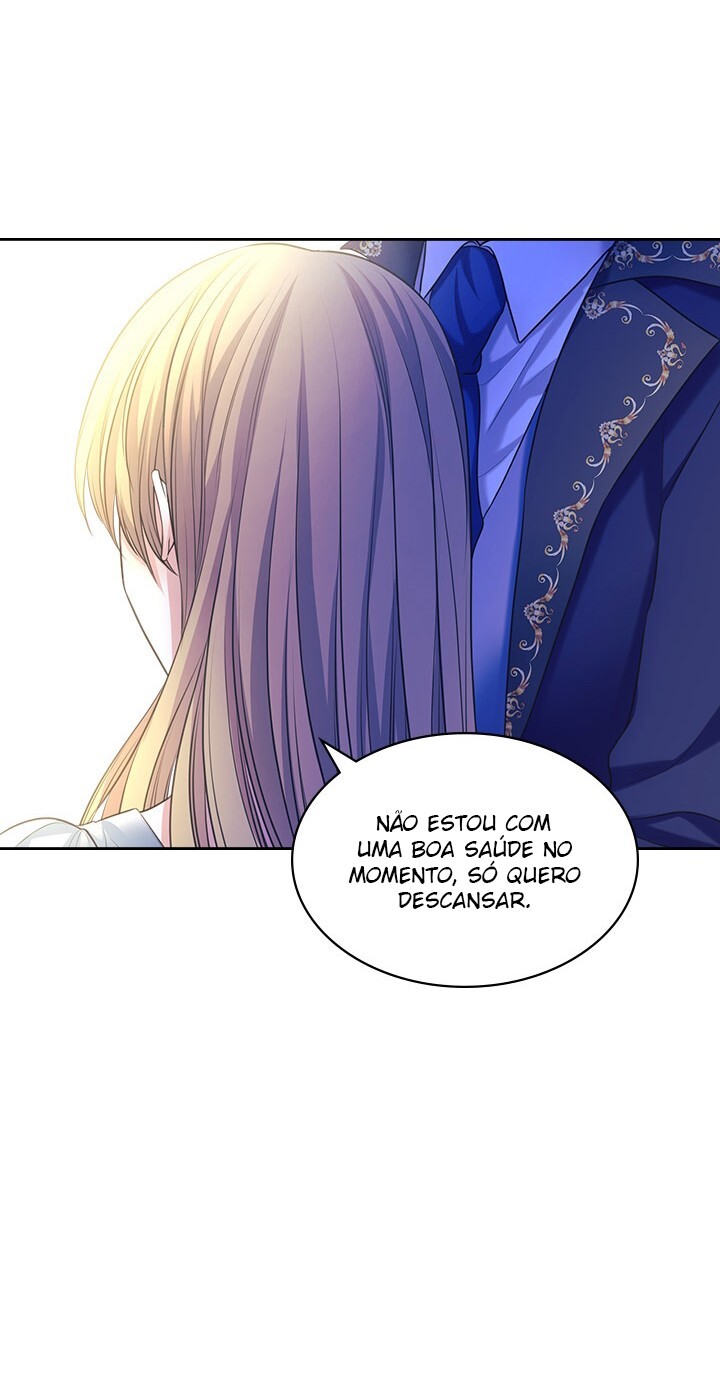 NÃO ESTOU COM
UMA BOA SAÚDE NO
MOMENTO, SÓ QUERO
DESCANSAR.